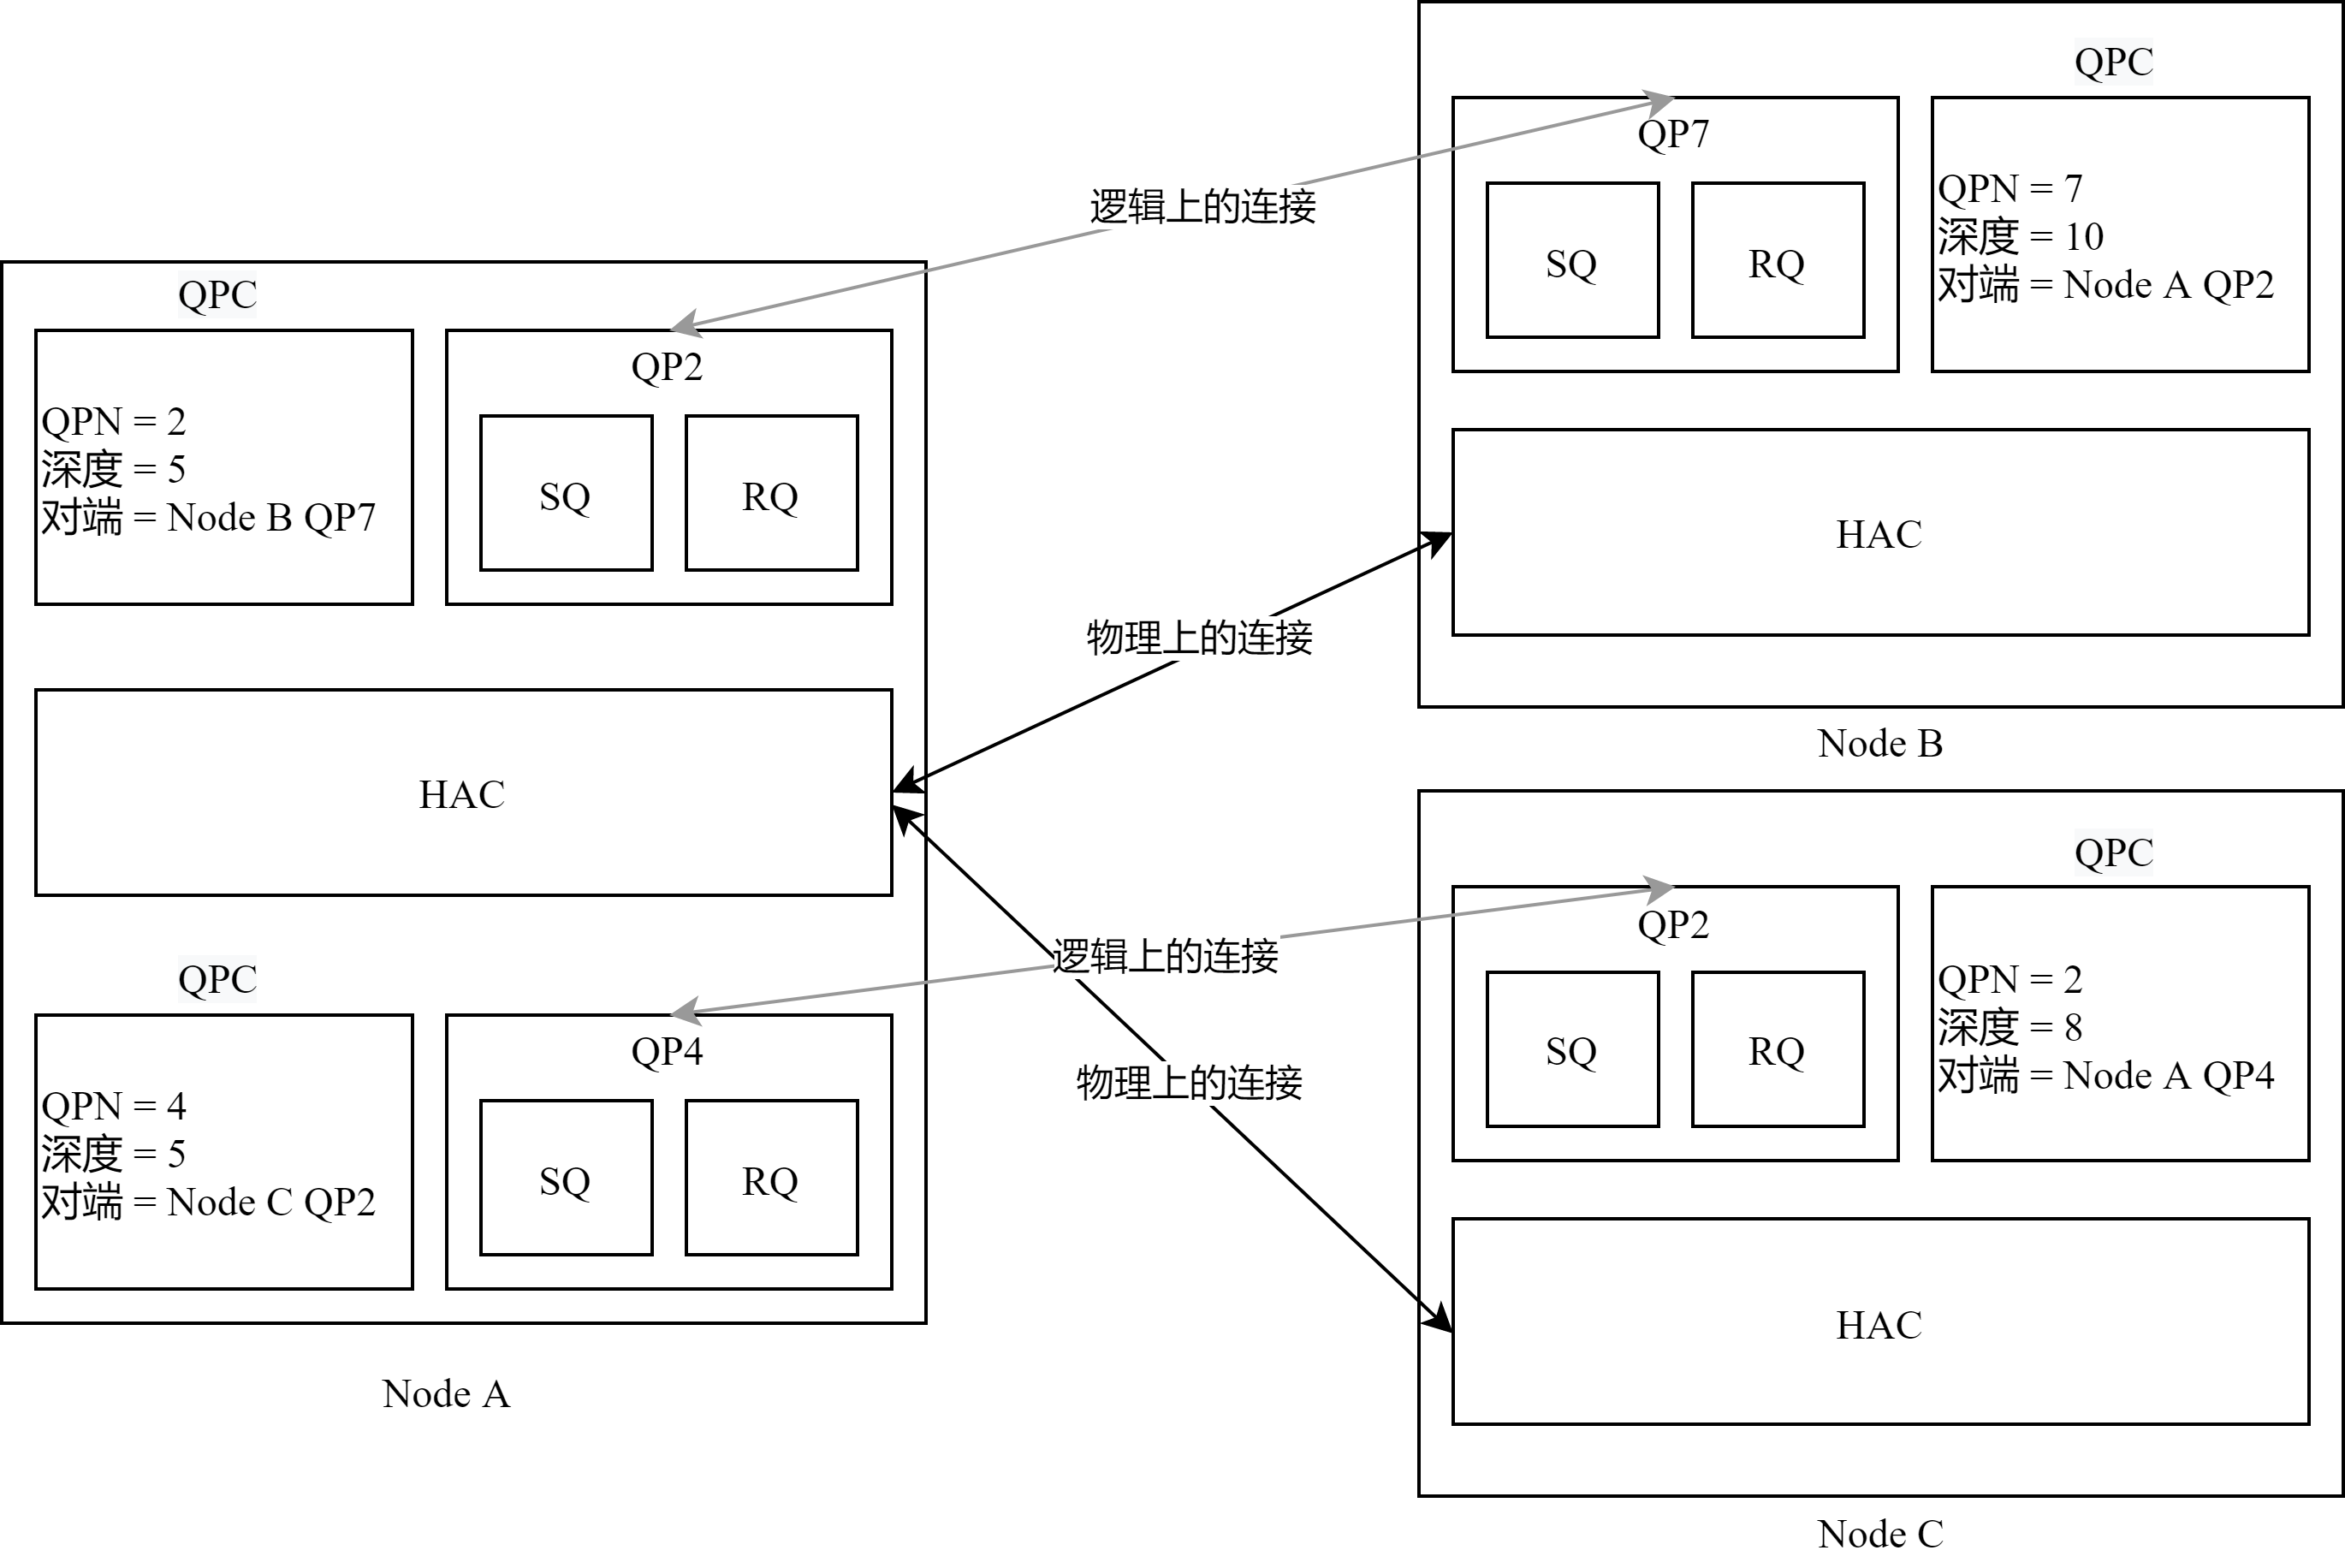 QPC
QP7
QPN = 7
深度 = 10
对端 = Node A QP2
SQ
RQ
逻辑上的连接
QPC
QP2
QPN = 2
深度 = 5
对端 = Node B QP7
SQ
RQ
HAC
物理上的连接
Node B
HAC
QPC
QP2
QPN = 2
深度 = 8
对端 = Node A QP4
SQ
RQ
逻辑上的连接
QPC
QP4
QPN = 4
深度 = 5
对端 = Node C QP2
SQ
RQ
物理上的连接
HAC
Node A
Node C